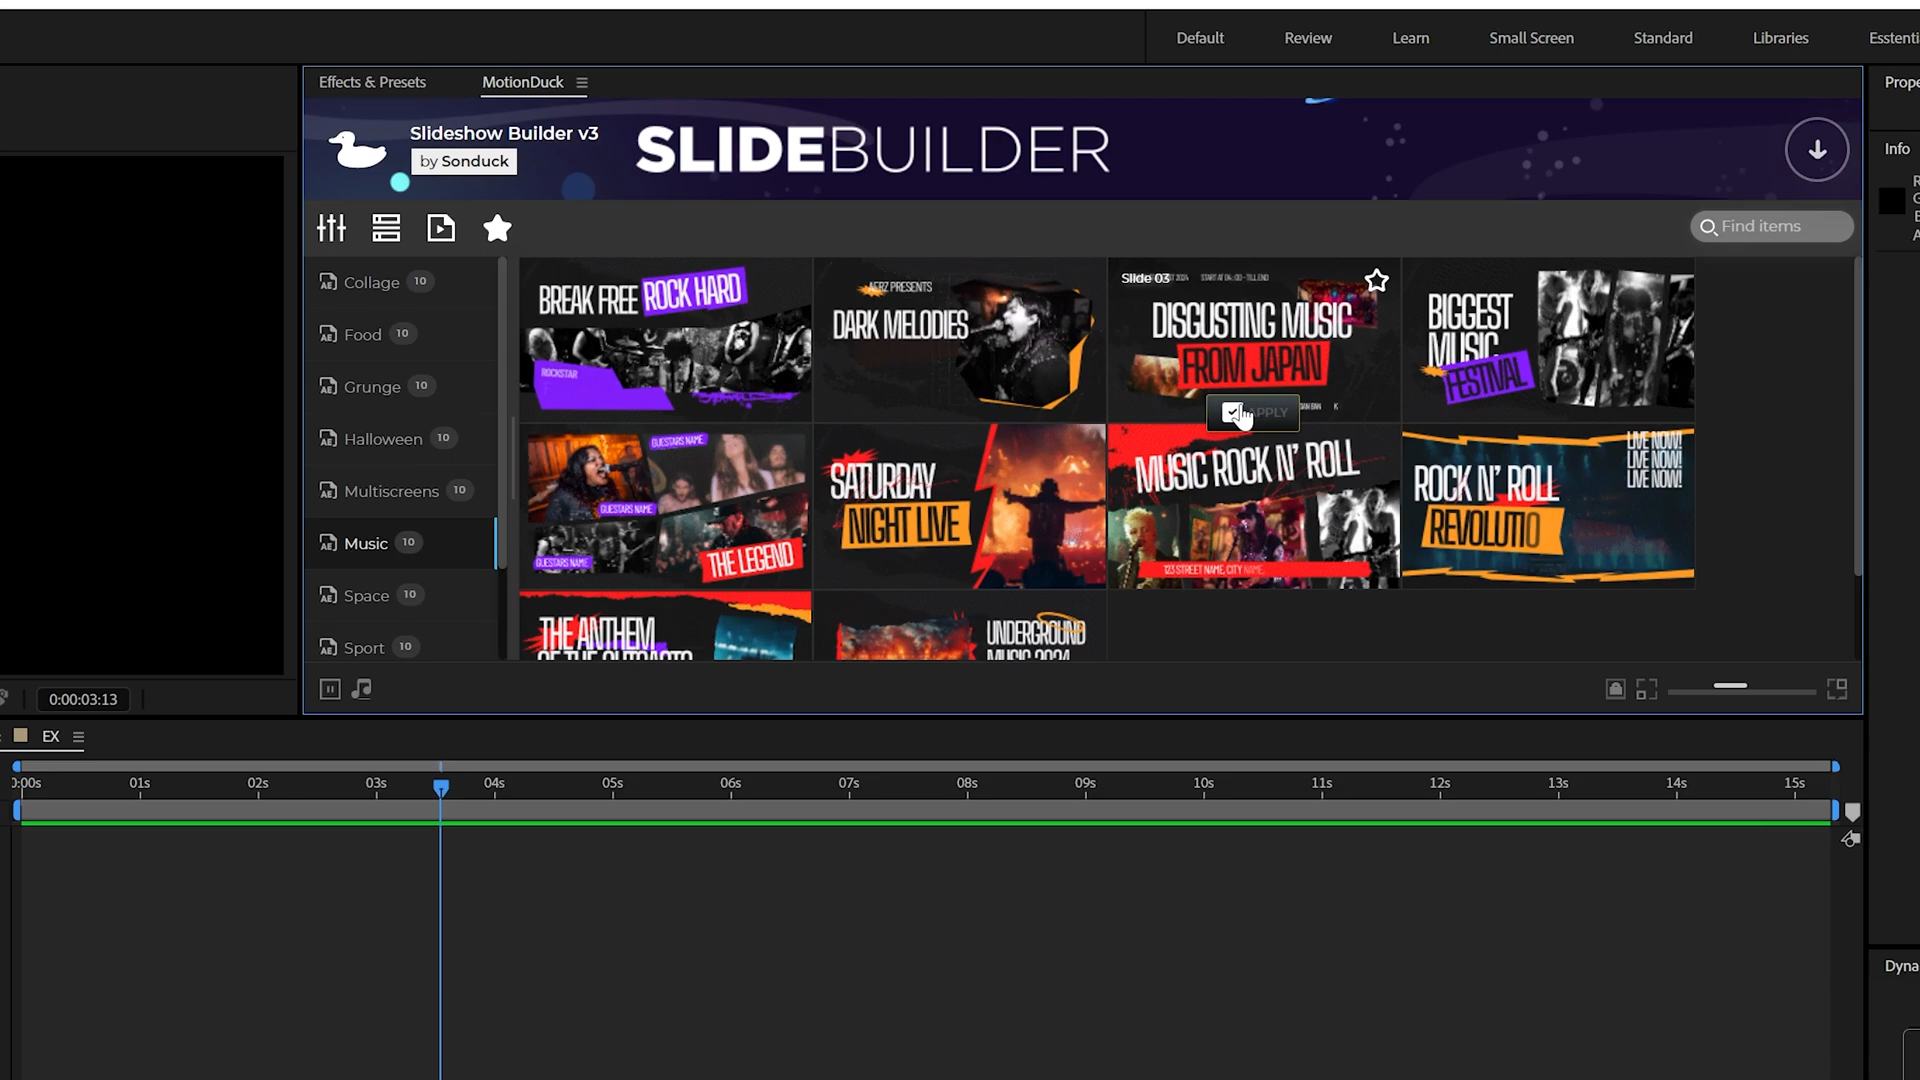 Default
Review
Learn
Small Screen
Standard
Libraries
Essenti
Effects & Presets
MotionDuck
Prope
Slideshow Builder v3
by Sonduck
SLIDEBUILDER
Info
Find items
Collage 10
Food 10
Grunge 10
Halloween 10
Multiscreens 10
Music 10
Space 10
Sport 10
BREAK FREE ROCK HARD
ROCKSTAR
PRESENTS
DARK MELODIES
Slide 03
2024
START AT 04:00 - TILL END
DISGUSTING MUSIC
FROM JAPAN
APPLY
BIGGEST
MUSIC
FESTIVAL
GUESTARS NAME
GUESTARS NAME
GUESTARS NAME
THE LEGEND
SATURDAY
NIGHT LIVE
MUSIC ROCK N' ROLL
123 STREET NAME, CITY NAME
LIVE NOW!
LIVE NOW!
LIVE NOW!
ROCK N' ROLL
REVOLUTIO
THE ANTHEM
OF THE OUTCASTS
UNDERGROUND
MUSIC 2024
0:00:03:13
EX
0:00s 01s 02s 03s 04s 05s 06s 07s 08s 09s 10s 11s 12s 13s 14s 15s
Dyna